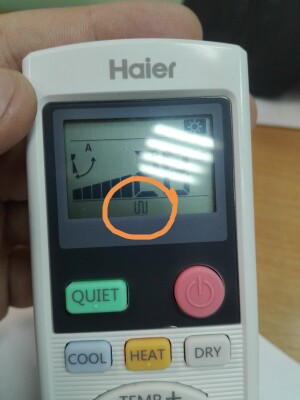 Haier
A
QUIET
COOL HEAT DRY
TEMP +